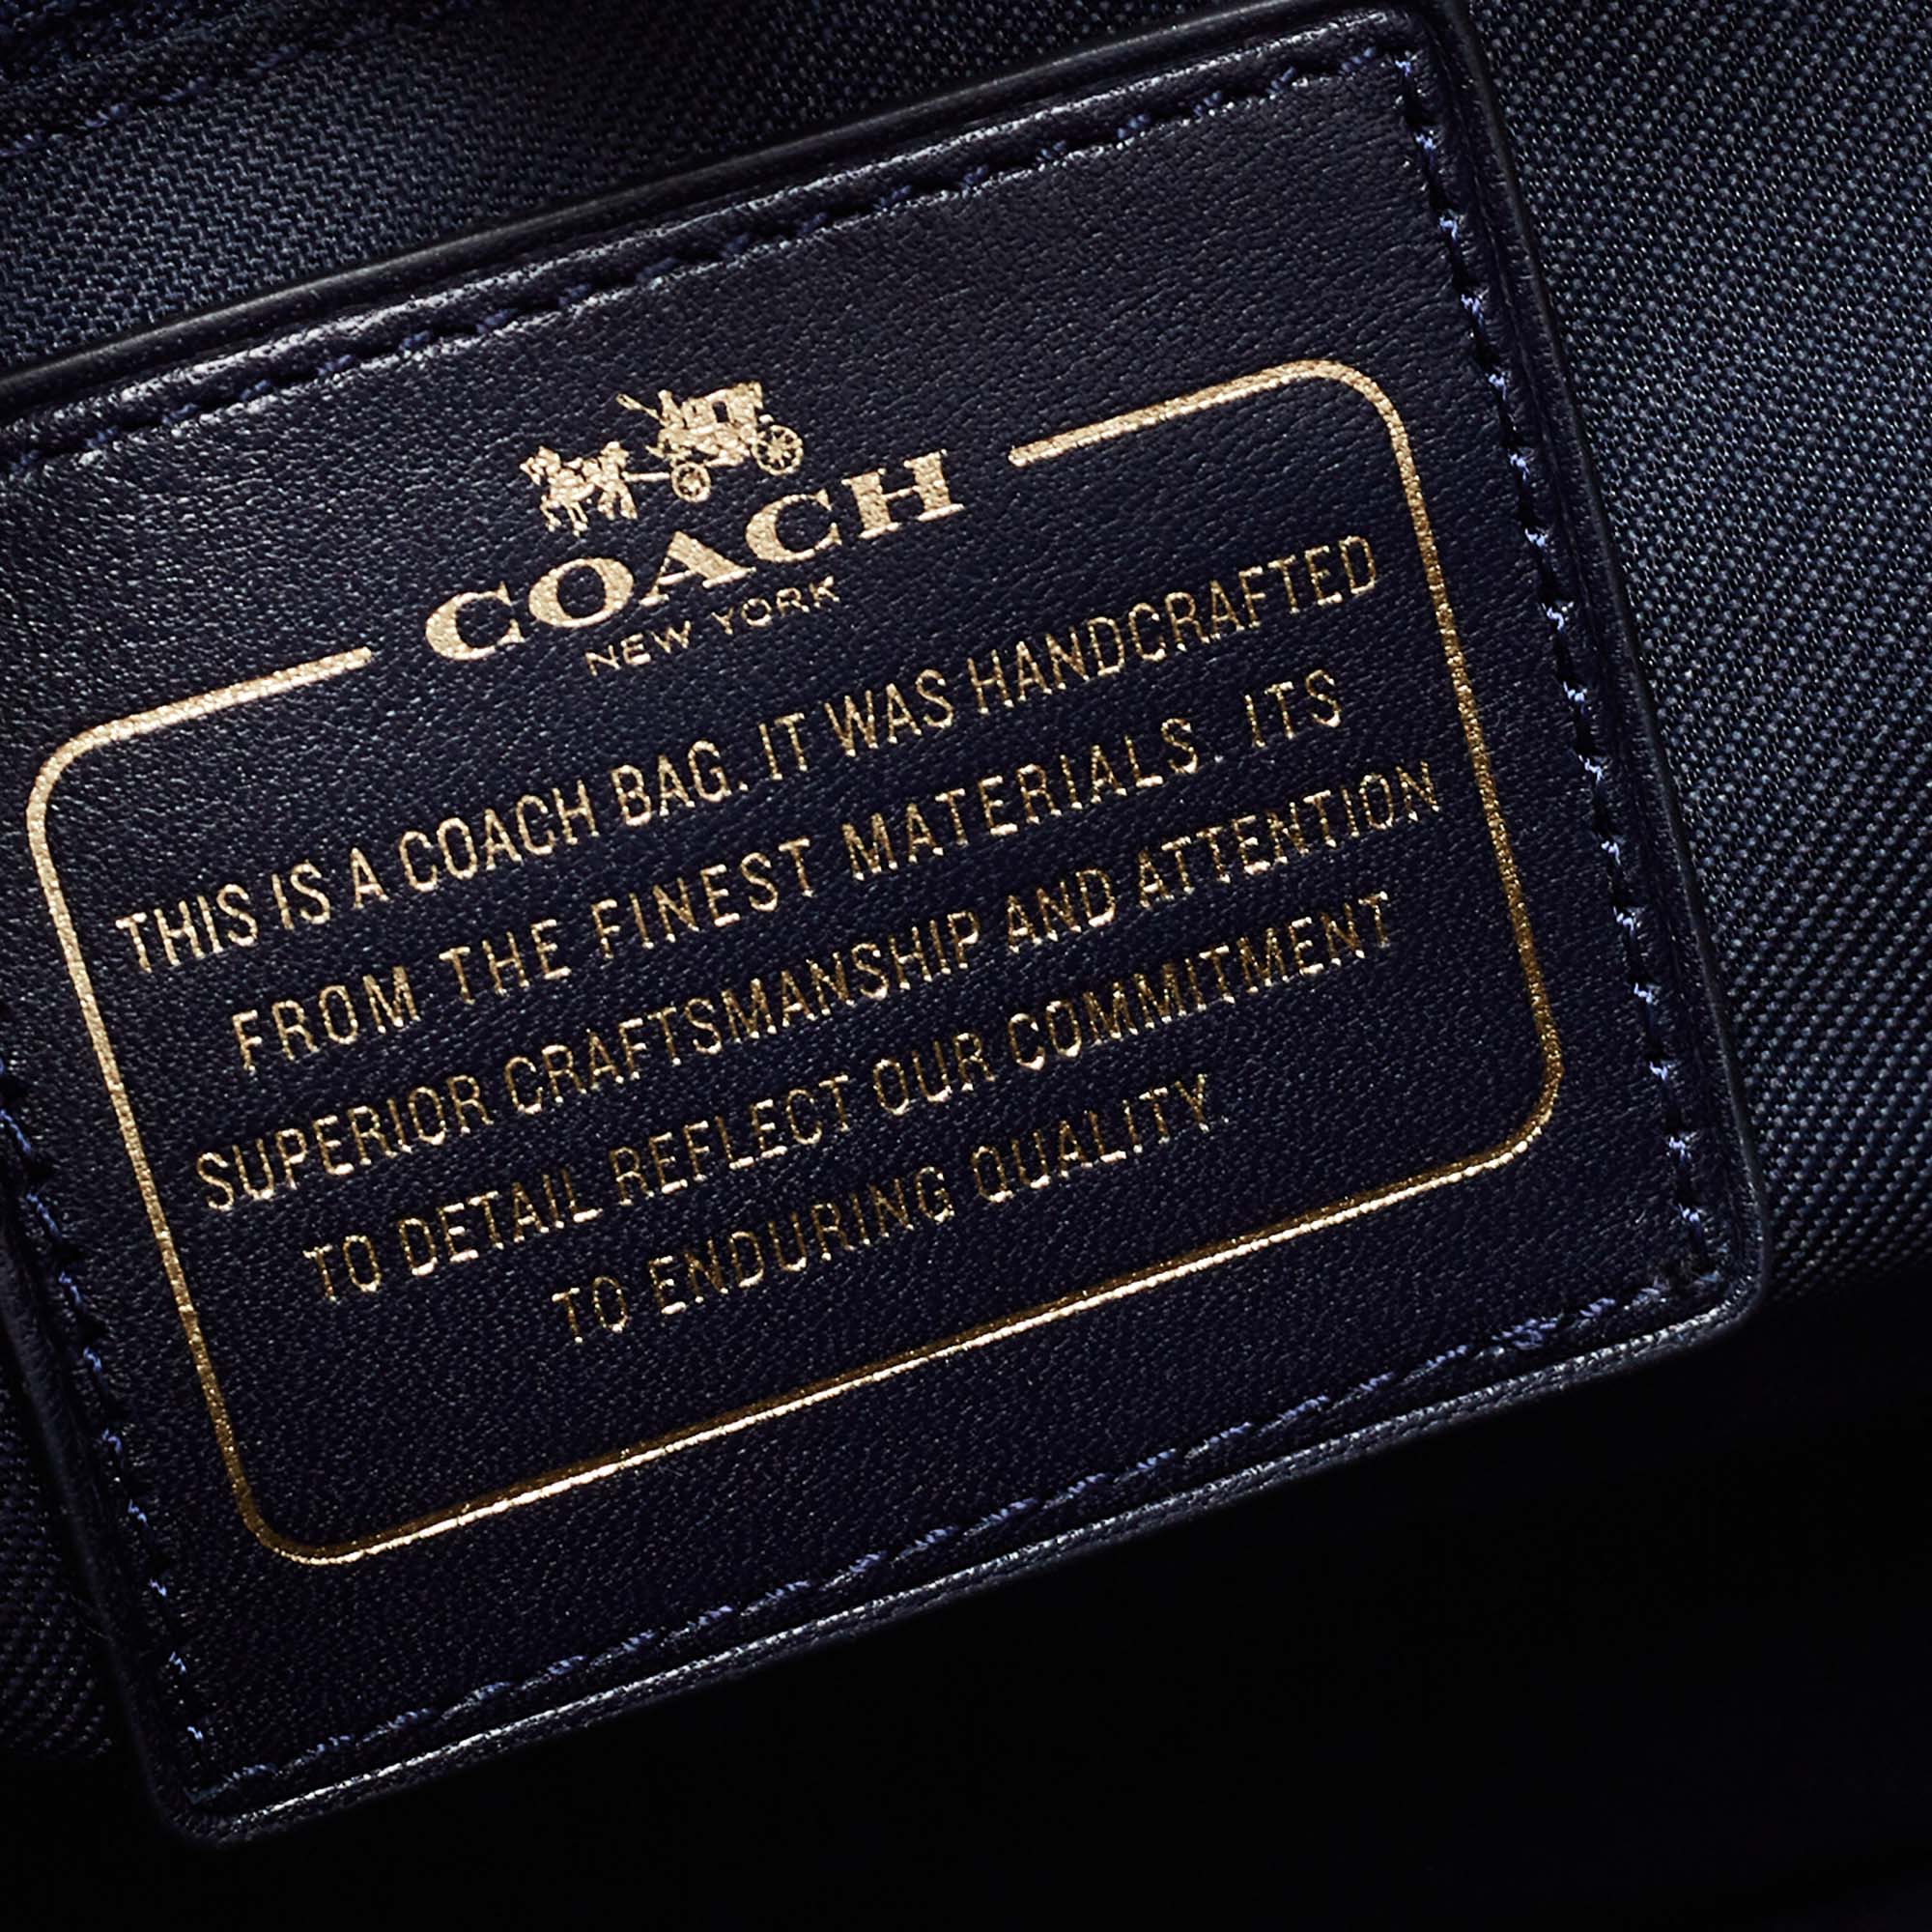 COACH
NEW YORK
THIS IS A COACH BAG. IT WAS HANDCRAFTED
FROM THE FINEST MATERIALS. ITS
SUPERIOR CRAFTSMANSHIP AND ATTENTION
TO DETAIL REFLECT OUR COMMITMENT
TO ENDURING QUALITY.